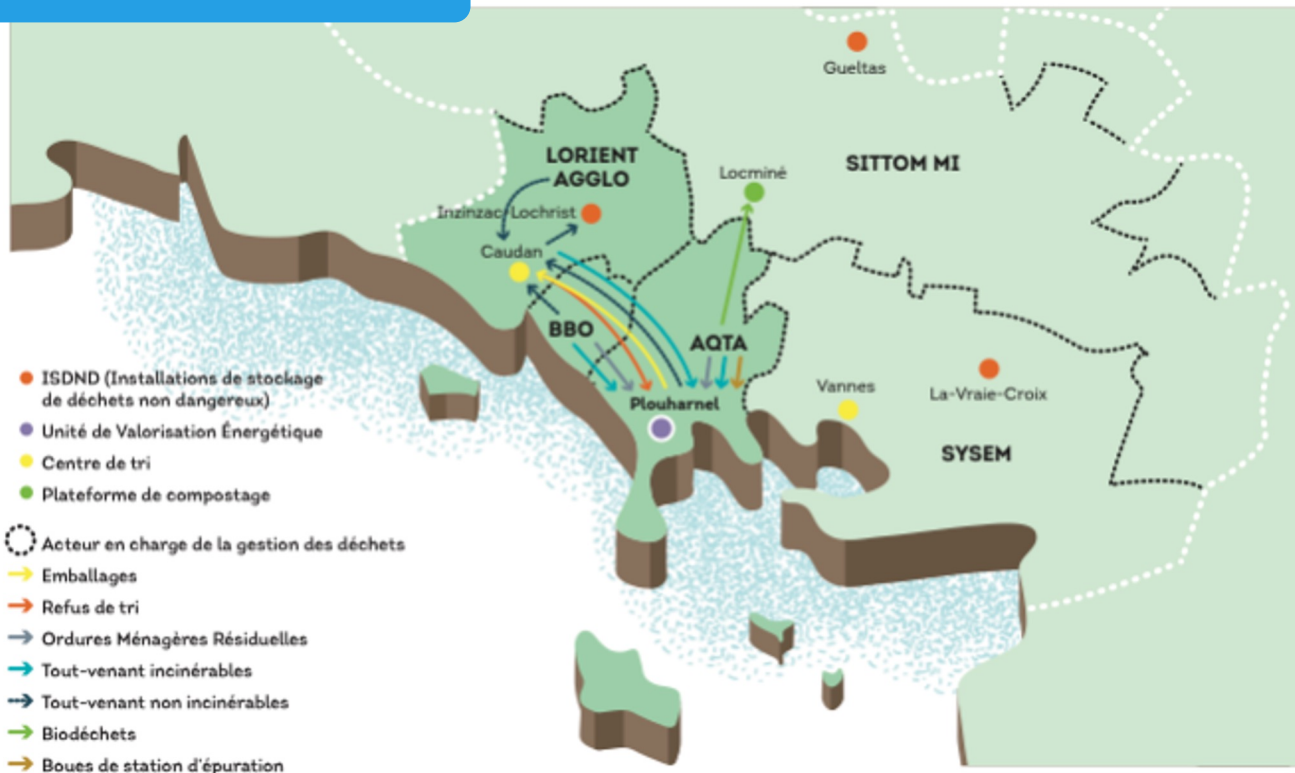 Gueltas
LORIENT
AGGLO
SITTOM MI
Locminé
Inzinzac-Lochrist
Caudan
BBO
AQTA
Plouharnel
Vannes
La-Vraie-Croix
SYSEM
ISDND (Installations de stockage
de déchets non dangereux)
Unité de Valorisation Énergétique
Centre de tri
Plateforme de compostage
Acteur en charge de la gestion des déchets
Emballages
Refus de tri
Ordures Ménagères Résiduelles
Tout-venant incinérables
Tout-venant non incinérables
Biodéchets
Boues de station d'épuration